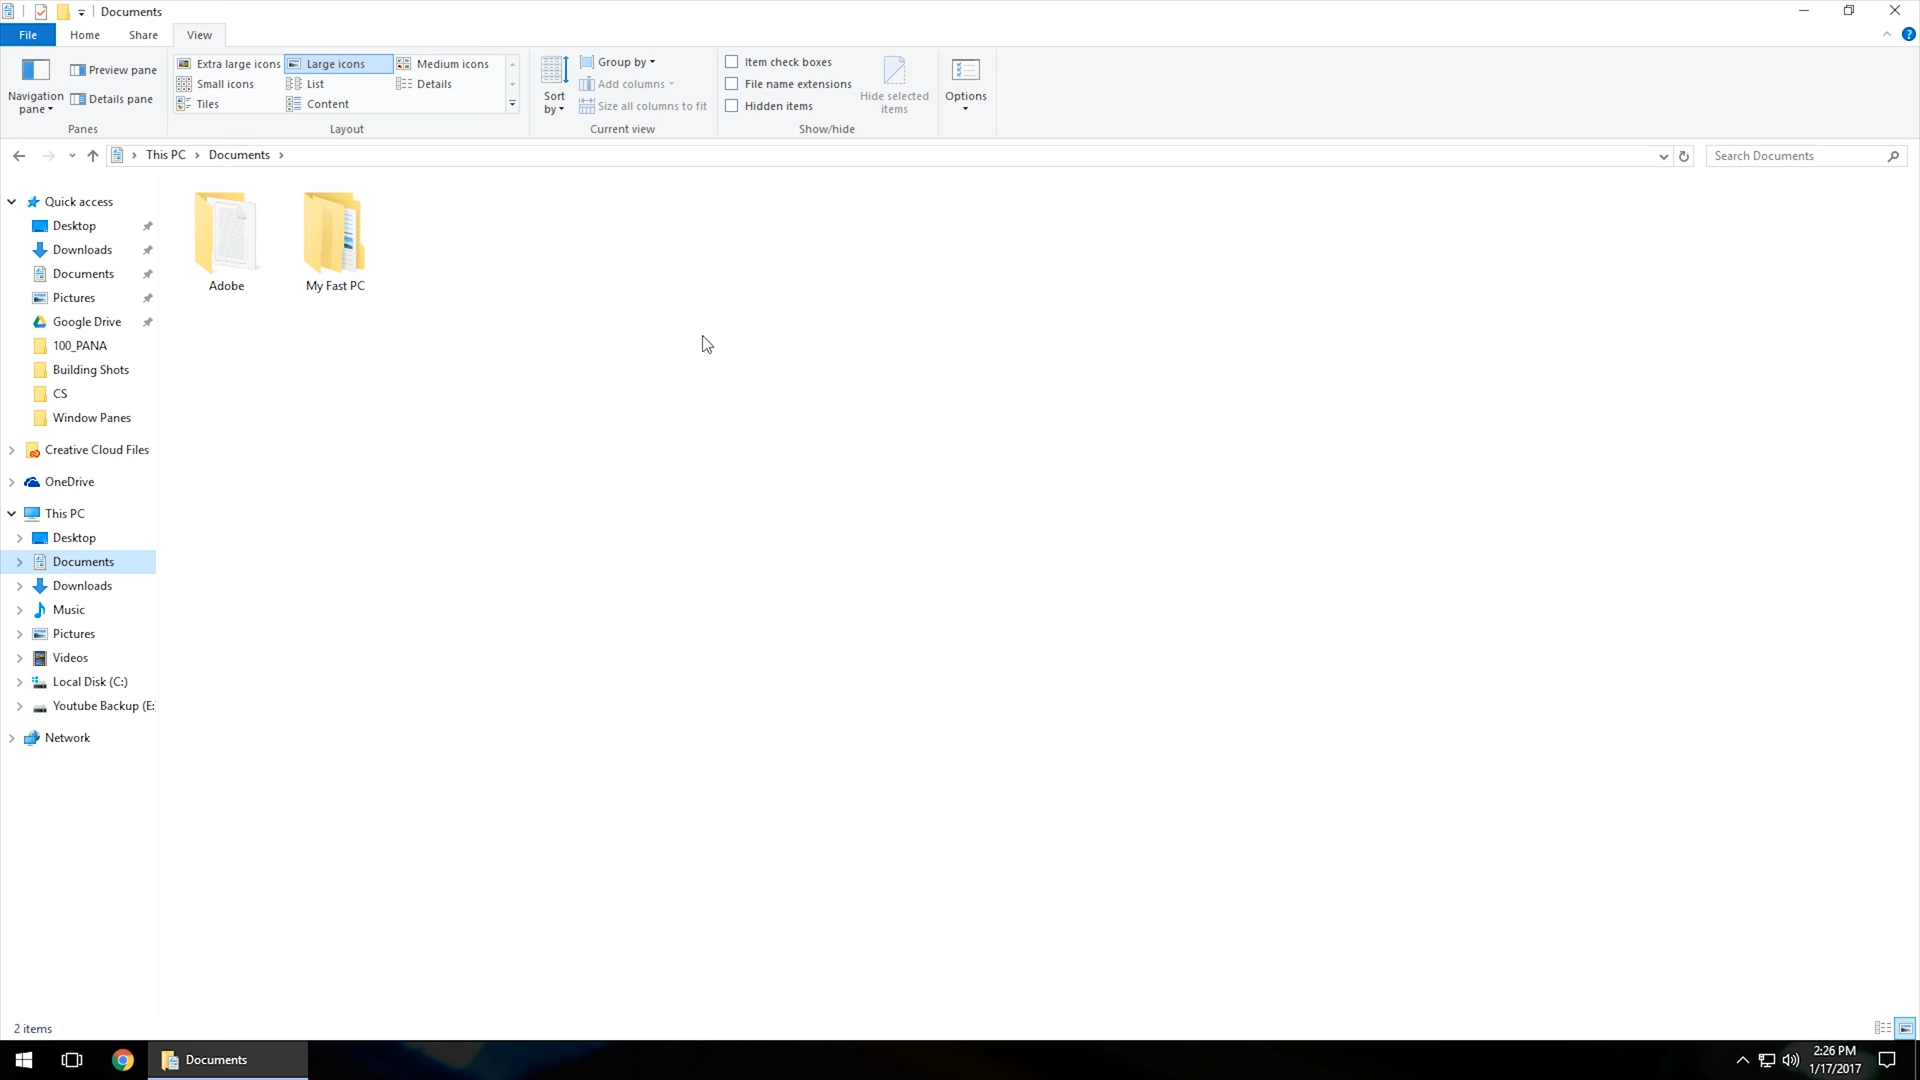 Documents
File Home Share View
Navigation pane
Preview pane
Details pane
Panes
Extra large icons Large icons Medium icons
Small icons List Details
Tiles Content
Layout
Sort by
Group by
Add columns
Size all columns to fit
Current view
Item check boxes
File name extensions
Hidden items
Hide selected items
Show/hide
Options
This PC Documents
Search Documents
Quick access
Desktop
Downloads
Documents
Pictures
Google Drive
100_PANA
Building Shots
CS
Window Panes
Creative Cloud Files
OneDrive
This PC
Desktop
Documents
Downloads
Music
Pictures
Videos
Local Disk (C:)
Youtube Backup (E:
Network
Adobe
My Fast PC
2 items
Documents
2:26 PM
1/17/2017